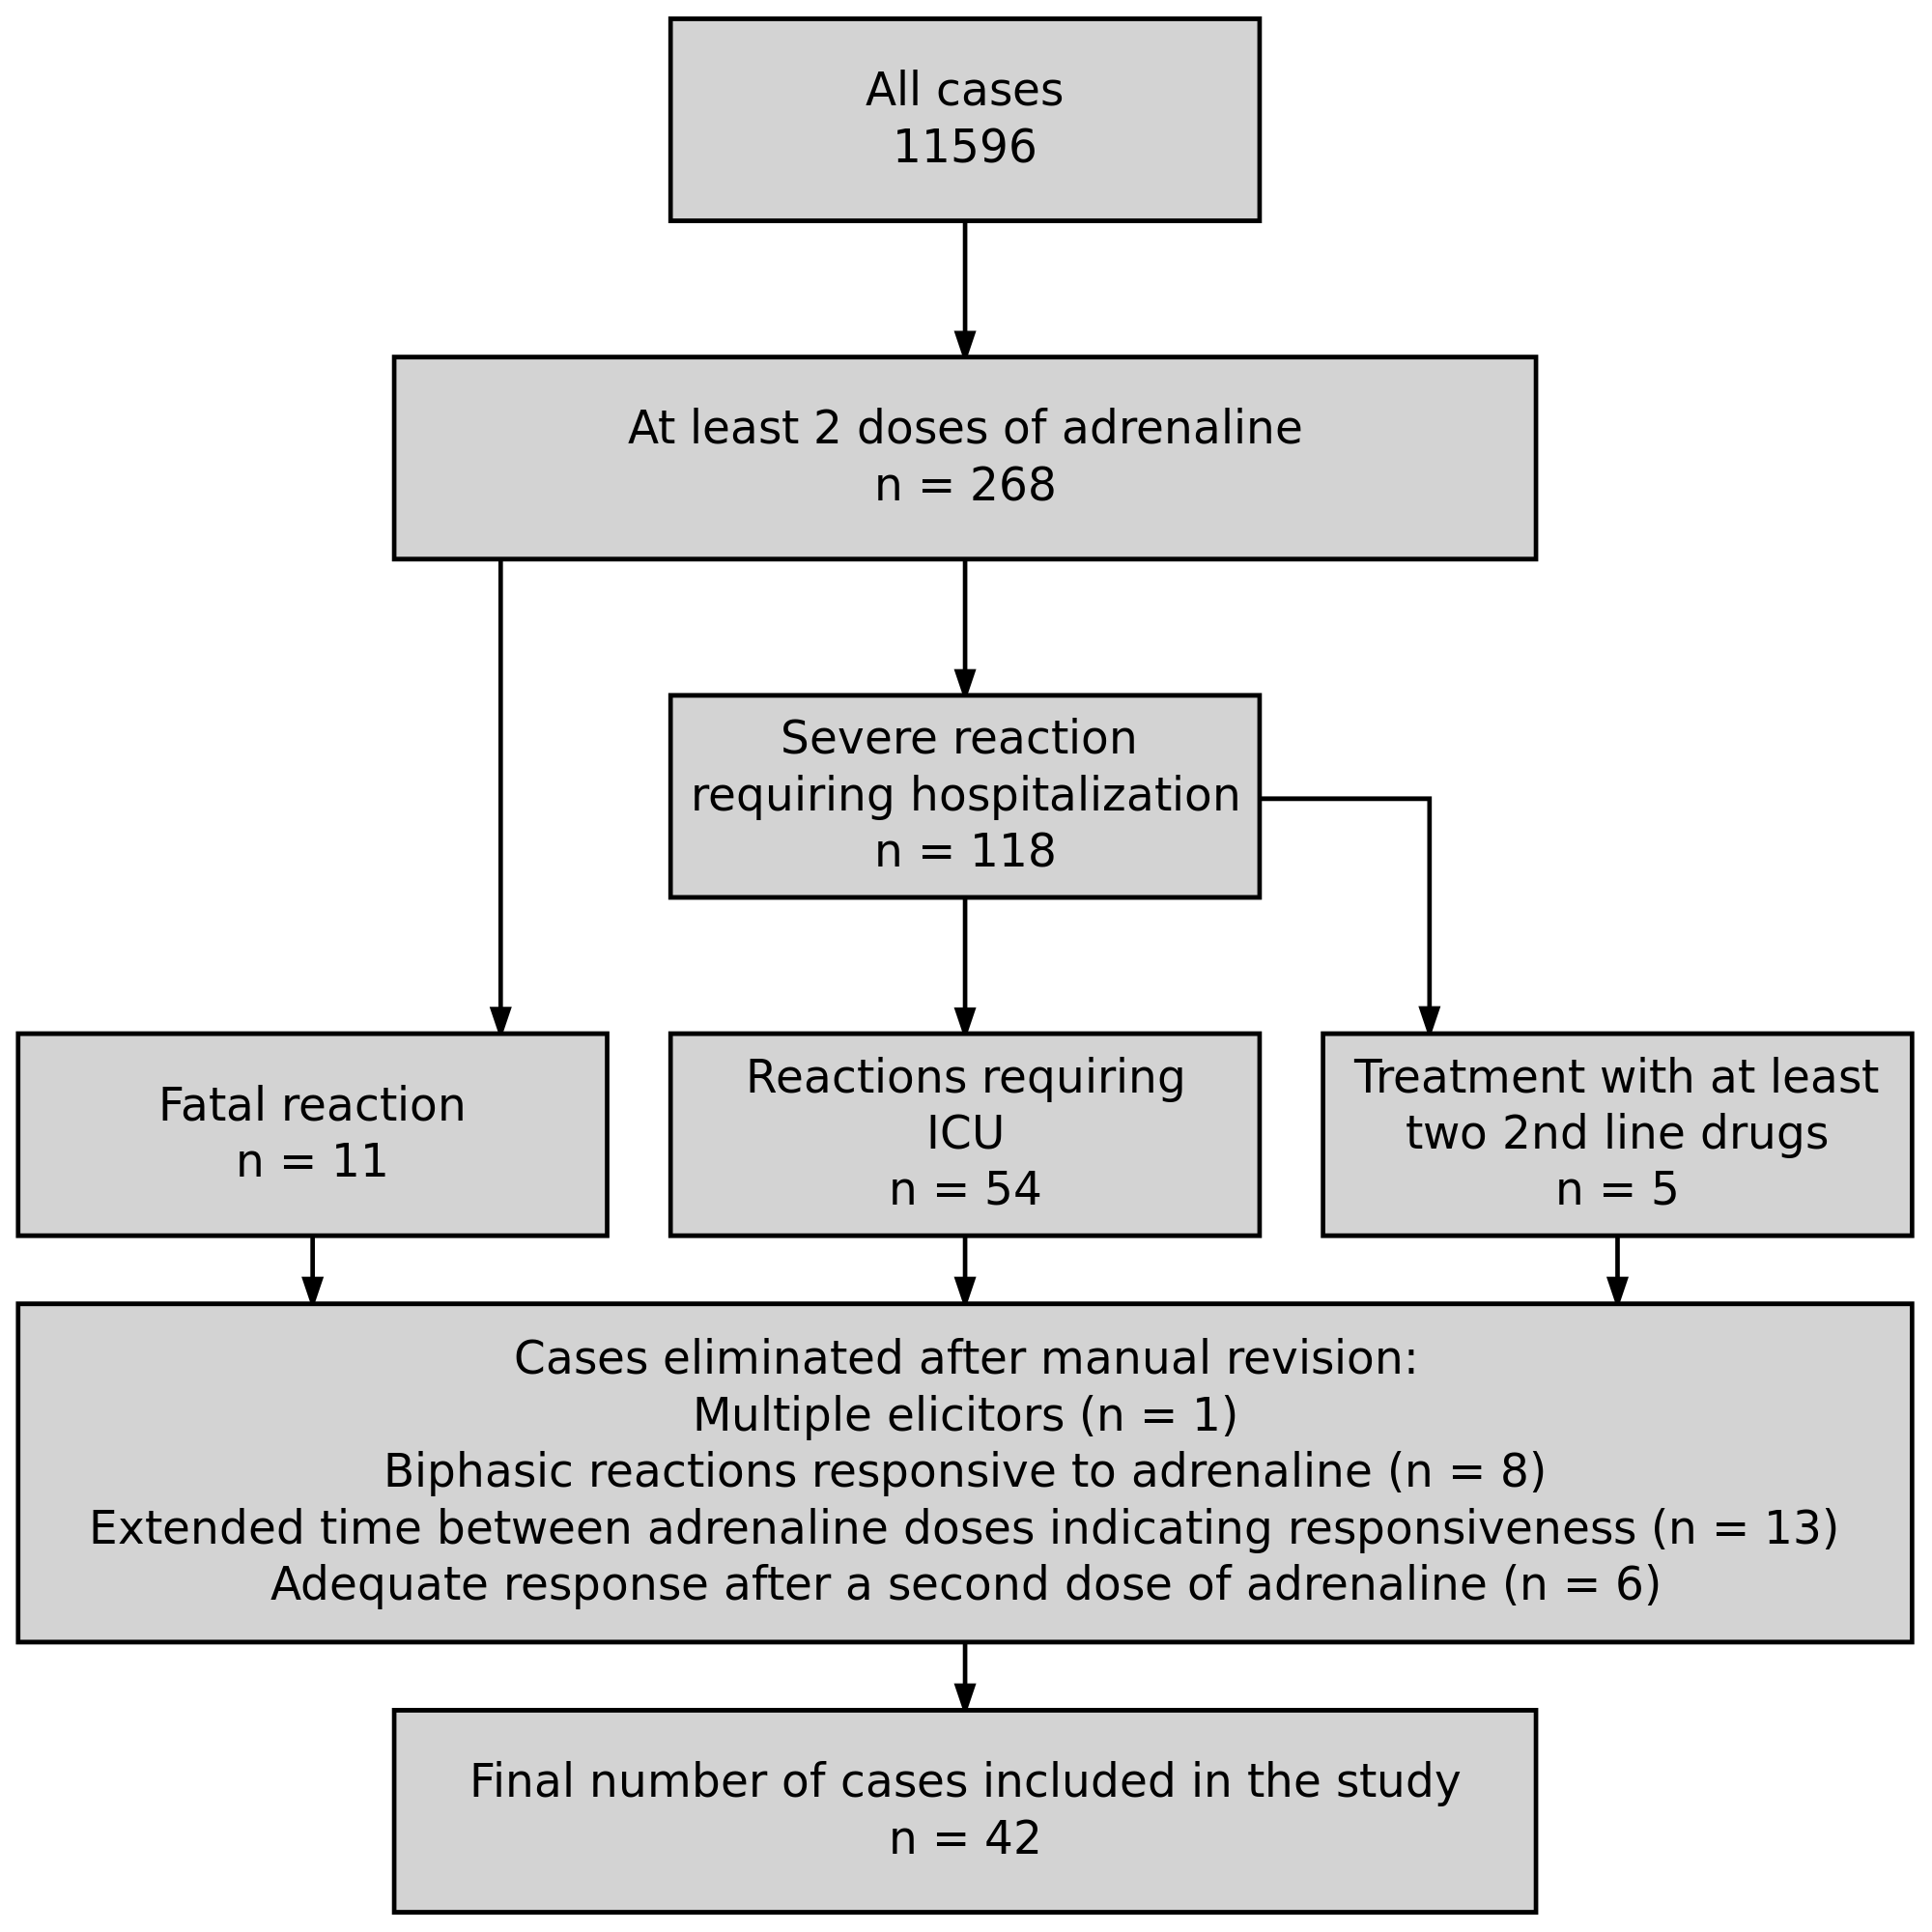 All cases
11596
At least 2 doses of adrenaline
n = 268
Severe reaction
requiring hospitalization
n = 118
Fatal reaction
n = 11
Reactions requiring
ICU
n = 54
Treatment with at least
two 2nd line drugs
n = 5
Cases eliminated after manual revision:
Multiple elicitors (n = 1)
Biphasic reactions responsive to adrenaline (n = 8)
Extended time between adrenaline doses indicating responsiveness (n = 13)
Adequate response after a second dose of adrenaline (n = 6)
Final number of cases included in the study
n = 42